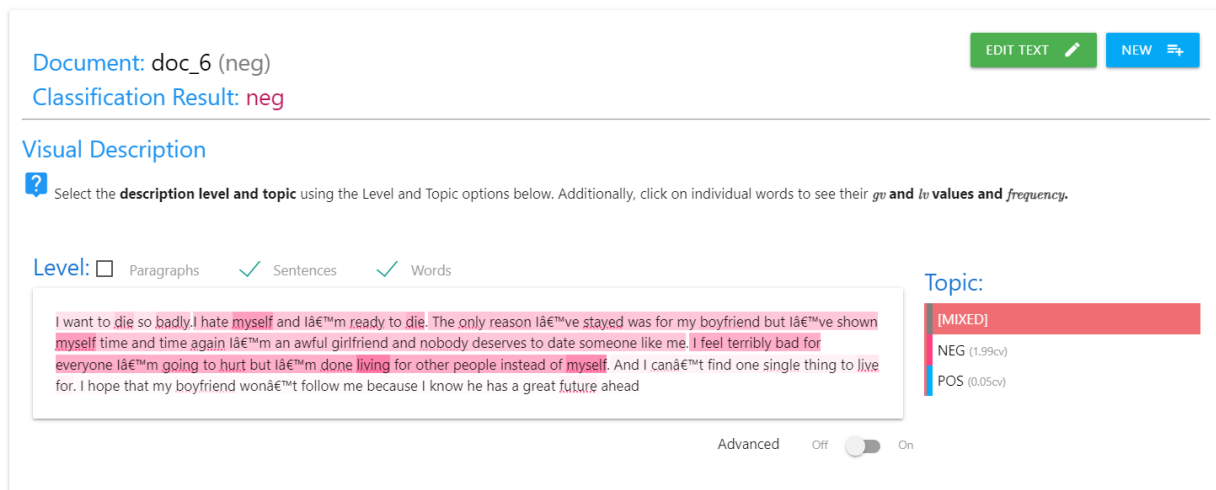 Document: doc_6 (neg)
EDIT TEXT
NEW
Classification Result: neg
Visual Description
? Select the description level and topic using the Level and Topic options below. Additionally, click on individual words to see their gv and lv values and frequency.
Level: Paragraphs Sentences Words
I want to die so badly.I hate myself and Iâ€™m ready to die. The only reason Iâ€™ve stayed was for my boyfriend but Iâ€™ve shown
myself time and time again Iâ€™m an awful girlfriend and nobody deserves to date someone like me. I feel terribly bad for
everyone Iâ€™m going to hurt but Iâ€™m done living for other people instead of myself. And I canâ€™t find one single thing to live
for. I hope that my boyfriend wonâ€™t follow me because I know he has a great future ahead
Topic:
[MIXED]
NEG (1.99cv)
POS (0.05cv)
Advanced Off On